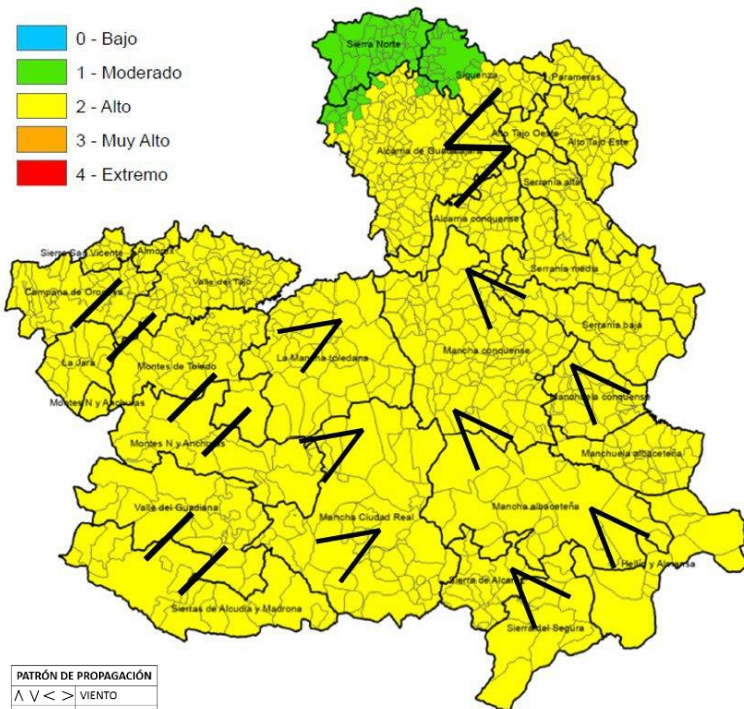 0 - Bajo
1 - Moderado
2 - Alto
3 - Muy Alto
4 - Extremo
Sierra Norte
Sigüenza
Parameras
Alto Tajo Oeste
Alcarria de Guadalajara
Alto Tajo Este
Serranía alta
Alcarria conquense
Sierra San Vicente
Almorox
Serranía media
Valle del Tajo
Campana de Oropesa
Serranía baja
La Mancha toledana
Mancha conquense
La Jara
Montes de Toledo
Manchuela conquense
Montes N y Anchuras
Montes N y Anchuras
Manchuela albaceteña
Valle del Guadiana
Mancha albaceteña
Mancha Ciudad Real
Hellín y Almansa
Sierra de Alcaraz
Sierras de Alcudia y Madrona
Sierra del Segura
PATRÓN DE PROPAGACIÓN
Λ V < > VIENTO